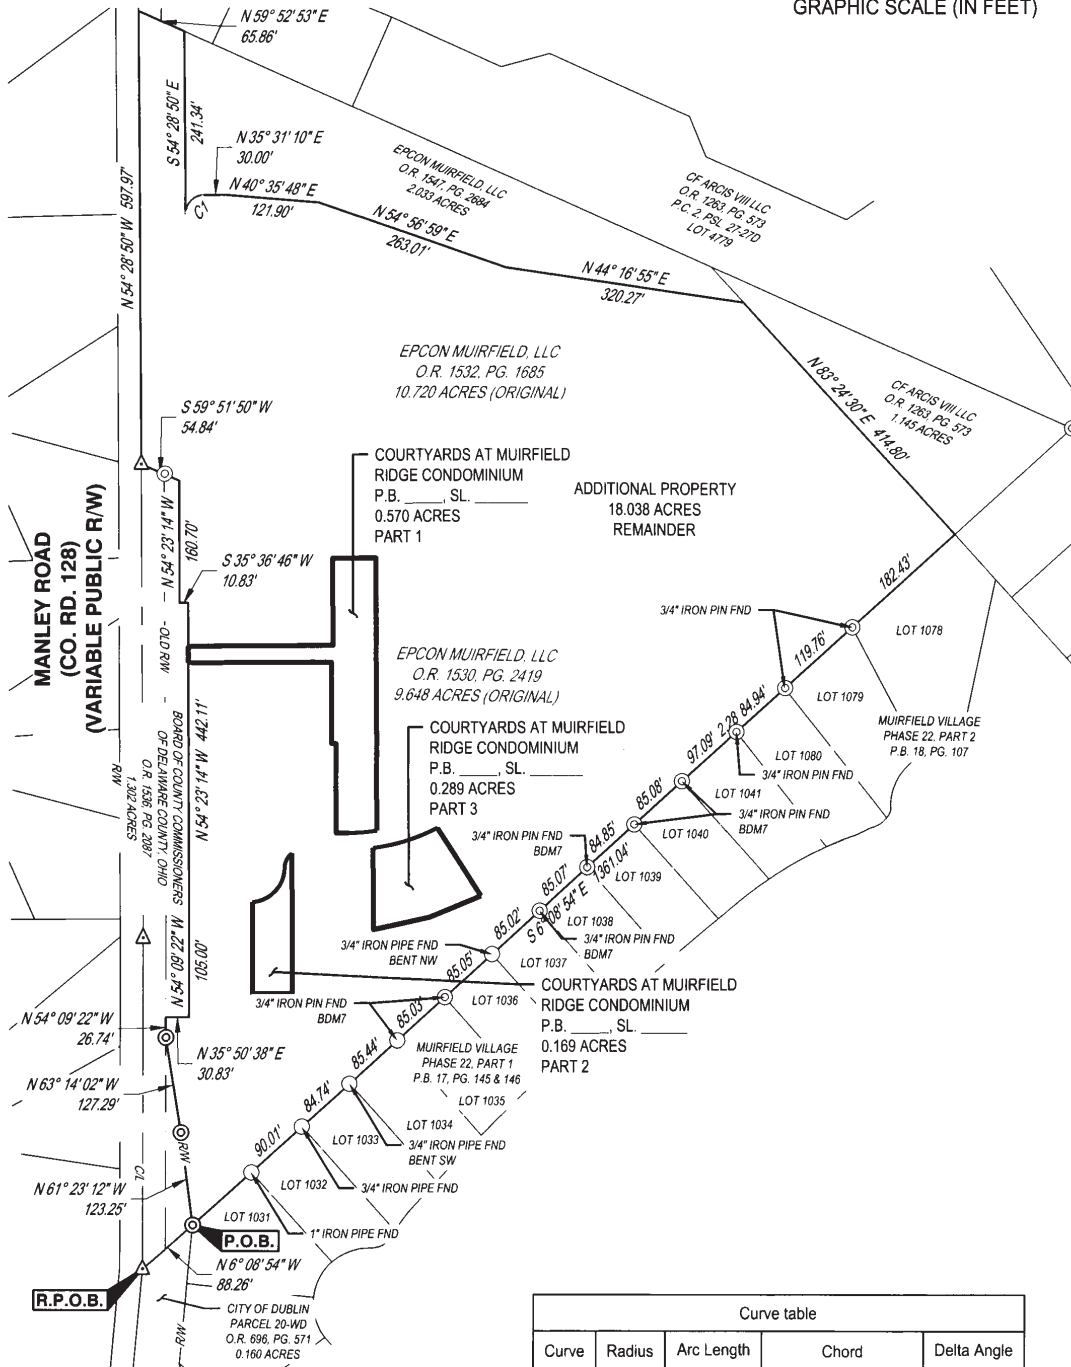 GRAPHIC SCALE (IN FEET)
N 59° 52' 53" E
65.86'
S 54° 28' 50" E
241.34'
N 35° 31' 10" E
30.00'
C1
N 40° 35' 48" E
121.90'
N 54° 56' 59" E
263.01'
N 44° 16' 55" E
320.27'
EPCON MUIRFIELD, LLC
O.R. 1547, PG. 2684
2.033 ACRES
CF ARCIS VIII LLC
O.R. 1263, PG. 573
P.C. 2, PSL. 27-27D
LOT 4779
N 54° 28' 50" W 597.97'
EPCON MUIRFIELD, LLC
O.R. 1532, PG. 1685
10.720 ACRES (ORIGINAL)
N 83° 24' 30" E 414.80'
CF ARCIS VIII LLC
O.R. 1263, PG. 573
1.145 ACRES
S 59° 51' 50" W
54.84'
COURTYARDS AT MUIRFIELD
RIDGE CONDOMINIUM
P.B. _____, SL. _______
0.570 ACRES
PART 1
ADDITIONAL PROPERTY
18.038 ACRES
REMAINDER
MANLEY ROAD
(CO. RD. 128)
(VARIABLE PUBLIC R/W)
N 54° 23' 14" W
160.70'
S 35° 36' 46" W
10.83'
182.43'
3/4" IRON PIN FND
LOT 1078
119.76'
LOT 1079
OLD R/W
EPCON MUIRFIELD, LLC
O.R. 1530, PG. 2419
9.648 ACRES (ORIGINAL)
MUIRFIELD VILLAGE
PHASE 22, PART 2
P.B. 18, PG. 107
COURTYARDS AT MUIRFIELD
RIDGE CONDOMINIUM
P.B. _____, SL. _______
0.289 ACRES
PART 3
97.09' 2.28 84.94'
LOT 1080
3/4" IRON PIN FND
N 54° 23' 14" W 442.11'
BOARD OF COUNTY COMMISSIONERS
OF DELAWARE COUNTY, OHIO
O.R. 1536, PG. 2087
1.302 ACRES
R/W
85.08'
LOT 1041
3/4" IRON PIN FND
BDM7
LOT 1040
3/4" IRON PIN FND
BDM7
84.85'
1361.04'
LOT 1039
85.07'
S 6° 08' 54" E
LOT 1038
3/4" IRON PIN FND
BDM7
85.02'
LOT 1037
N 54° 09' 22" W
105.00'
3/4" IRON PIPE FND
BENT NW
85.05'
COURTYARDS AT MUIRFIELD
RIDGE CONDOMINIUM
P.B. _____, SL. _______
0.169 ACRES
PART 2
LOT 1036
3/4" IRON PIN FND
BDM7
85.03'
N 54° 09' 22" W
26.74'
N 35° 50' 38" E
30.83'
85.44'
MUIRFIELD VILLAGE
PHASE 22, PART 1
P.B. 17, PG. 145 & 146
LOT 1035
N 63° 14' 02" W
127.29'
84.74'
LOT 1034
LOT 1033
3/4" IRON PIPE FND
BENT SW
R/W
90.01'
C/L
LOT 1032
3/4" IRON PIPE FND
N 61° 23' 12" W
123.25'
LOT 1031
1" IRON PIPE FND
P.O.B.
N 6° 08' 54" W
88.26'
R.P.O.B.
CITY OF DUBLIN
PARCEL 20-WD
O.R. 696, PG. 571
0.160 ACRES
R/W
Curve table
Curve Radius Arc Length Chord Delta Angle